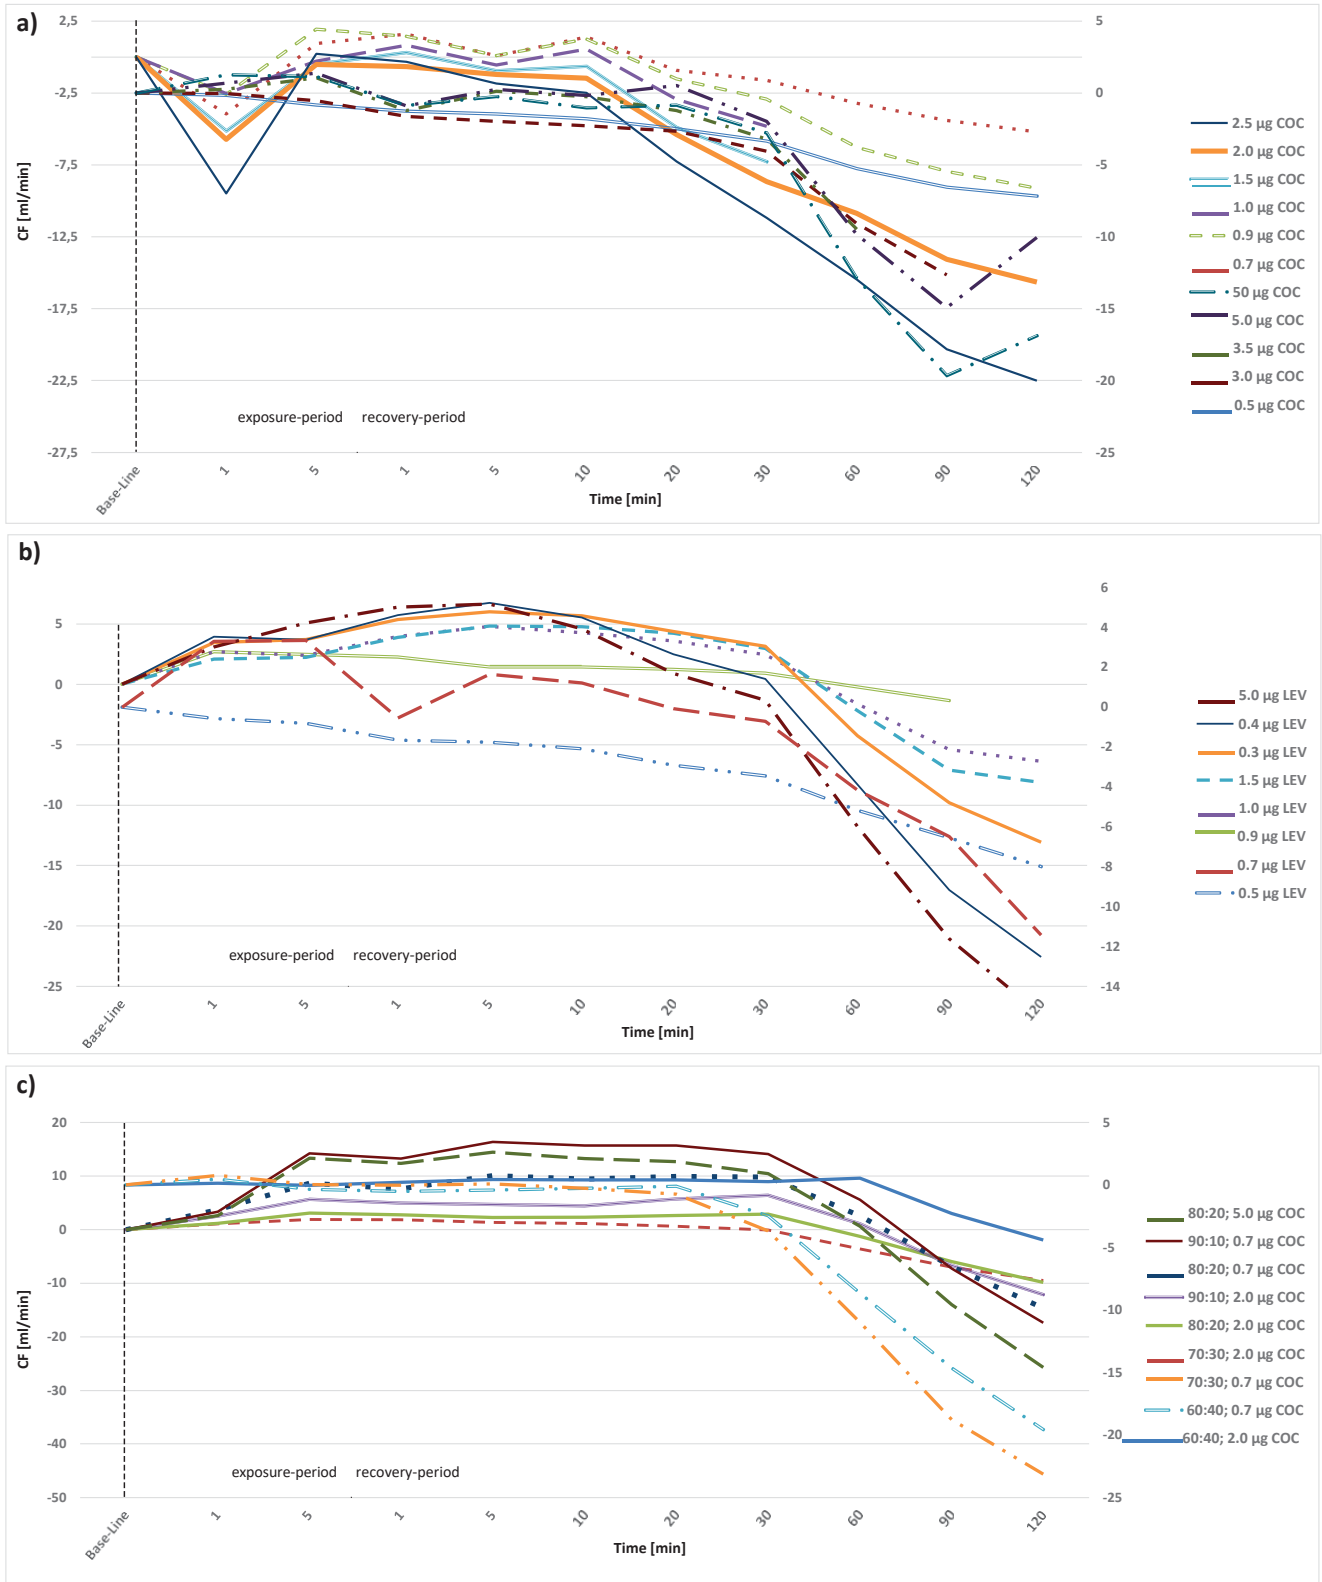 a)
2,5
-2,5
-7,5
-12,5
-17,5
-22,5
-27,5
CF [ml/min]
5
0
-5
-10
-15
-20
-25
exposure-period recovery-period
Base-Line 1 5 1 5 10 20 30 60 90 120
Time [min]
2.5 µg COC
2.0 µg COC
1.5 µg COC
1.0 µg COC
0.9 µg COC
0.7 µg COC
50 µg COC
5.0 µg COC
3.5 µg COC
3.0 µg COC
0.5 µg COC
b)
5
0
-5
-10
-15
-20
-25
6
4
2
0
-2
-4
-6
-8
-10
-12
-14
exposure-period recovery-period
Base-Line 1 5 1 5 10 20 30 60 90 120
Time [min]
5.0 µg LEV
0.4 µg LEV
0.3 µg LEV
1.5 µg LEV
1.0 µg LEV
0.9 µg LEV
0.7 µg LEV
0.5 µg LEV
c)
20
10
0
-10
-20
-30
-40
-50
CF [ml/min]
5
0
-5
-10
-15
-20
-25
exposure-period recovery-period
Base-Line 1 5 1 5 10 20 30 60 90 120
Time [min]
80:20; 5.0 µg COC
90:10; 0.7 µg COC
80:20; 0.7 µg COC
90:10; 2.0 µg COC
80:20; 2.0 µg COC
70:30; 2.0 µg COC
70:30; 0.7 µg COC
60:40; 0.7 µg COC
60:40; 2.0 µg COC